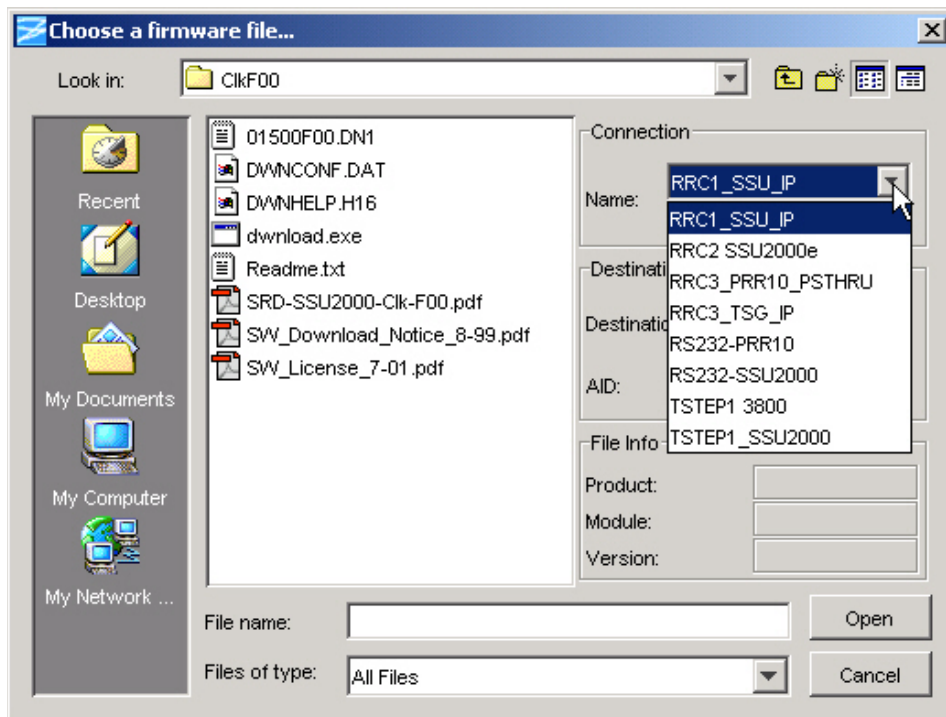 Choose a firmware file...
Look in:
ClkF00
Recent
Desktop
My Documents
My Computer
My Network ...
01500F00.DN1
DWNCONF.DAT
DWNHELP.H16
dwnload.exe
Readme.txt
SRD-SSU2000-Clk-F00.pdf
SW_Download_Notice_8-99.pdf
SW_License_7-01.pdf
Connection
Name:
RRC1_SSU_IP
RRC1_SSU_IP
RRC2 SSU2000e
RRC3_PRR10_PSTHRU
RRC3_TSG_IP
RS232-PRR10
RS232-SSU2000
TSTEP1 3800
TSTEP1_SSU2000
Destinati
Destinatio
AID:
File Info
Product:
Module:
Version:
File name:
Open
Files of type:
All Files
Cancel